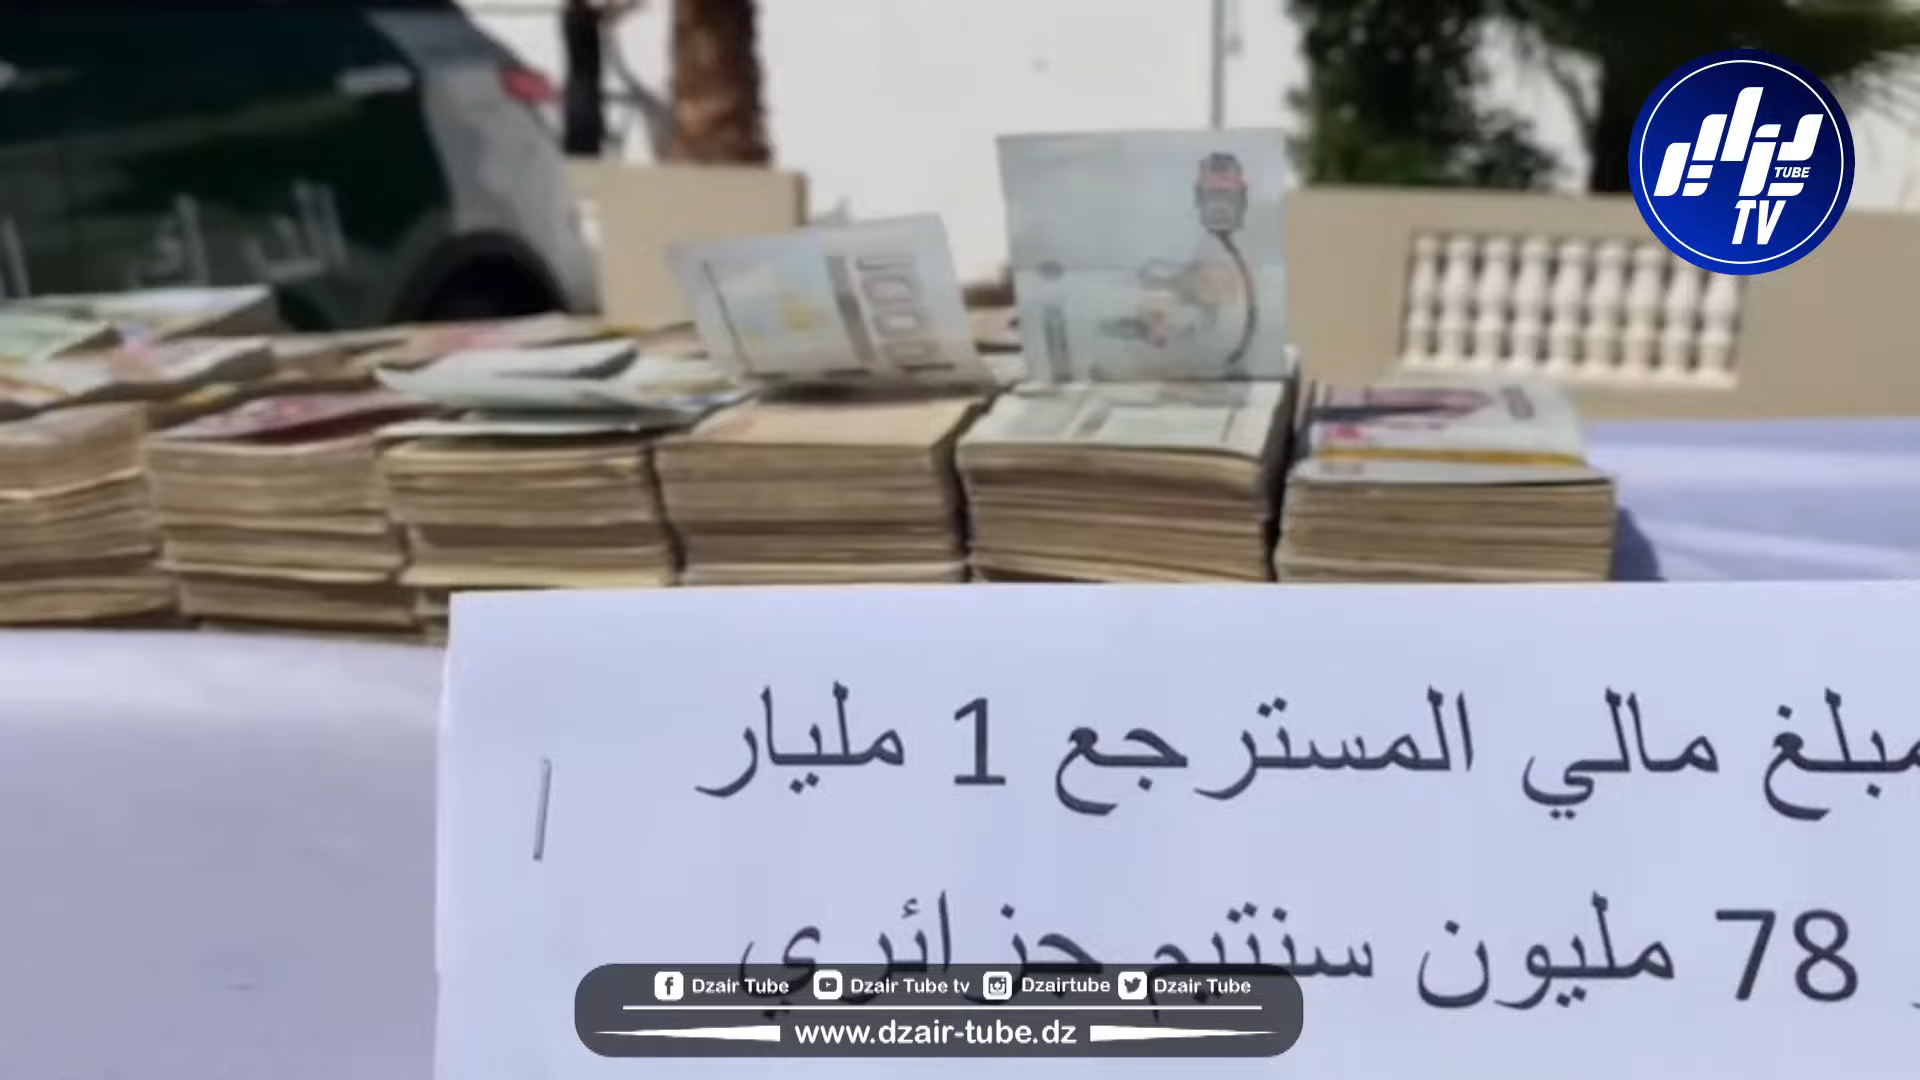 TUBE
TV
1000
مبلغ مالي المسترجع 1 مليار
78 مليون سنتيم جزائري
Dzair Tube Dzair Tube tv Dzairtube Dzair Tube
www.dzair-tube.dz